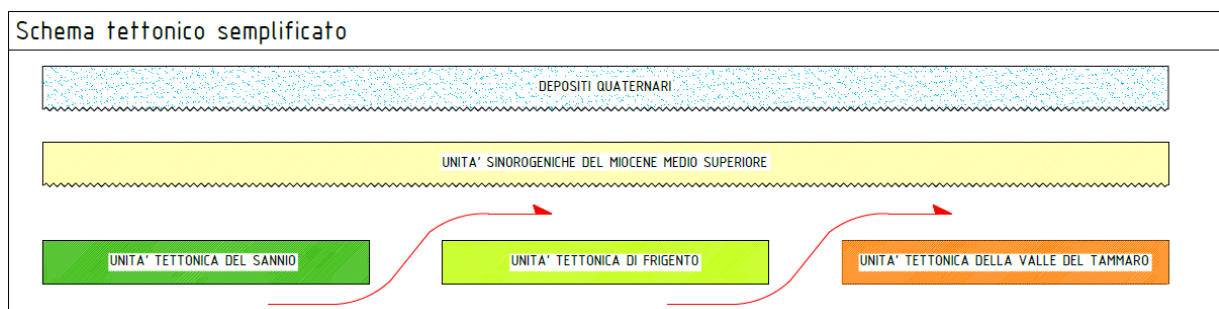 Schema tettonico semplificato
DEPOSITI QUATERNARI
UNITA' SINOROGENICHE DEL MIOCENE MEDIO SUPERIORE
UNITA' TETTONICA DEL SANNIO
UNITA' TETTONICA DI FRIGENTO
UNITA' TETTONICA DELLA VALLE DEL TAMMARO